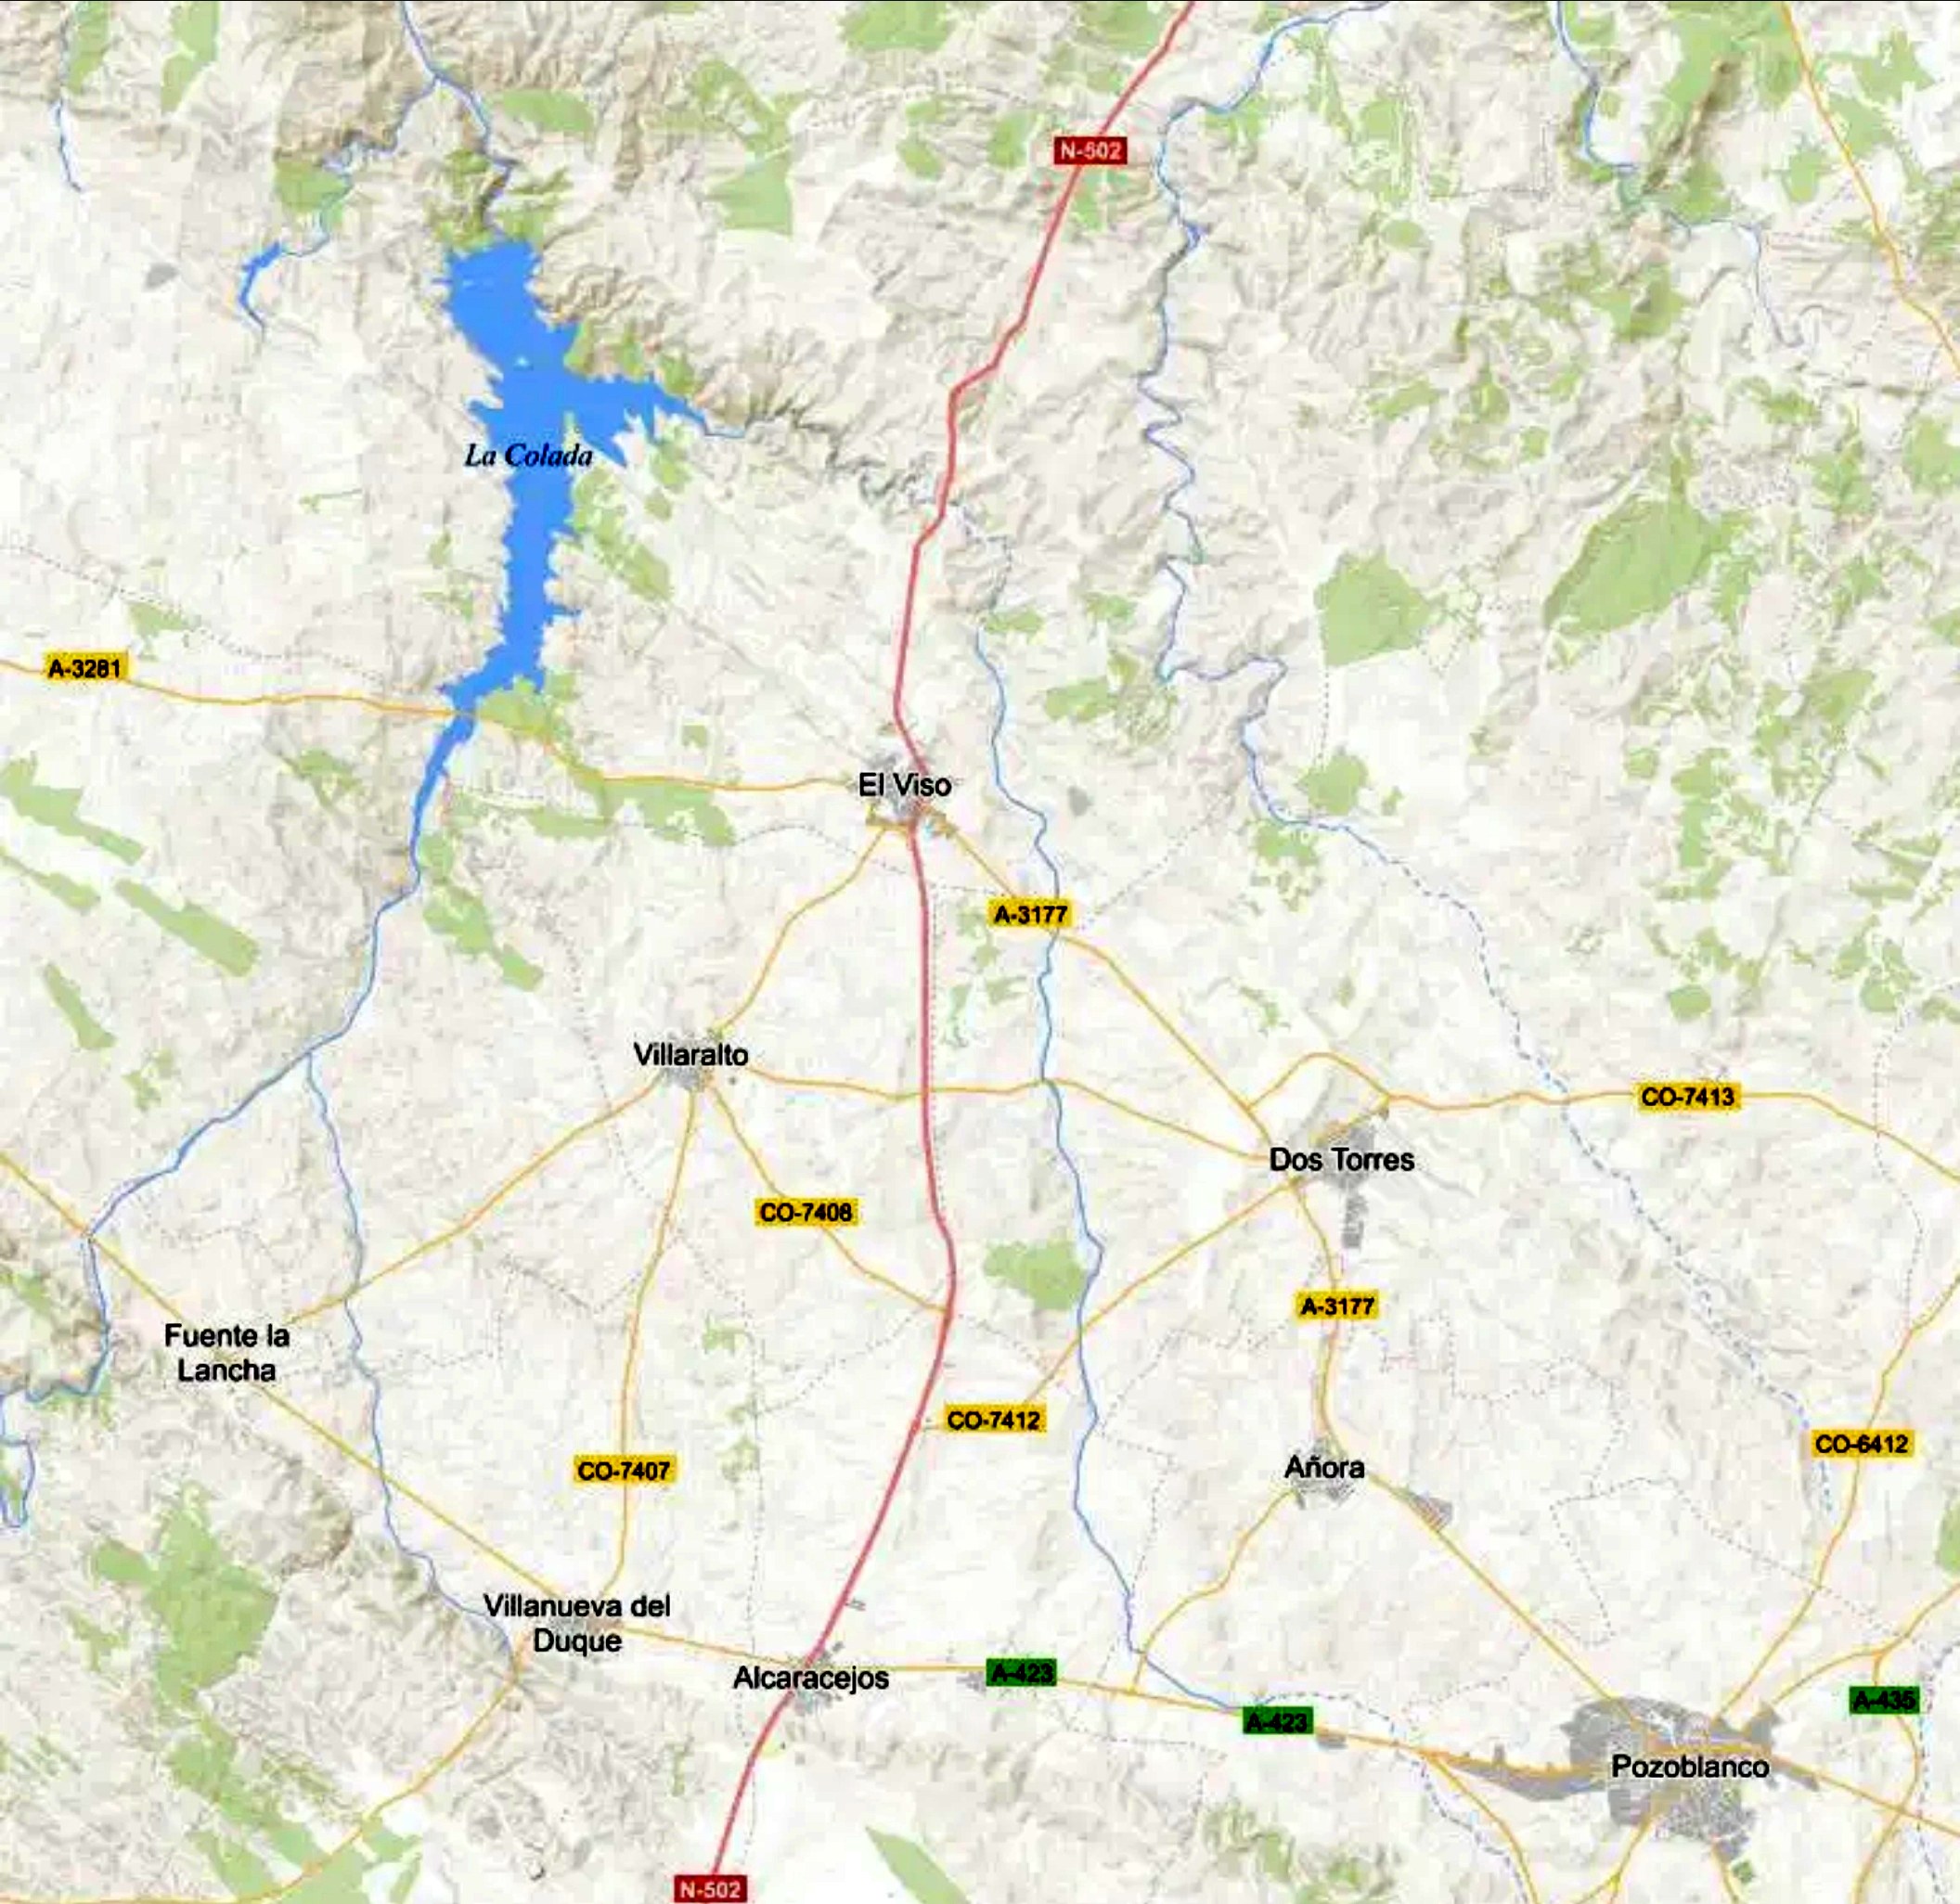 N-502
La Colada
A-3281
El Viso
A-3177
Villaralto
CO-7413
Dos Torres
CO-7408
A-3177
Fuente la
Lancha
CO-7412
CO-6412
Añora
CO-7407
Villanueva del
Duque
Alcaracejos
A-423
A-435
A-423
Pozoblanco
N-502